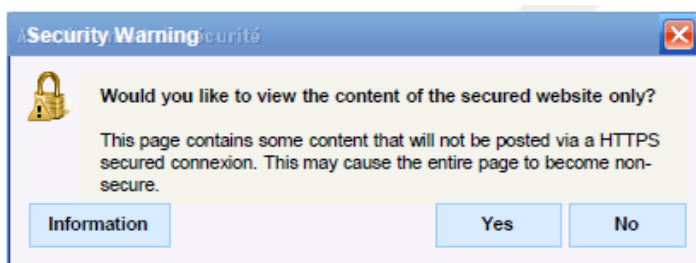 Security Warning curité
Would you like to view the content of the secured website only?
This page contains some content that will not be posted via a HTTPS
secured connexion. This may cause the entire page to become non-
secure.
Information
Yes
No